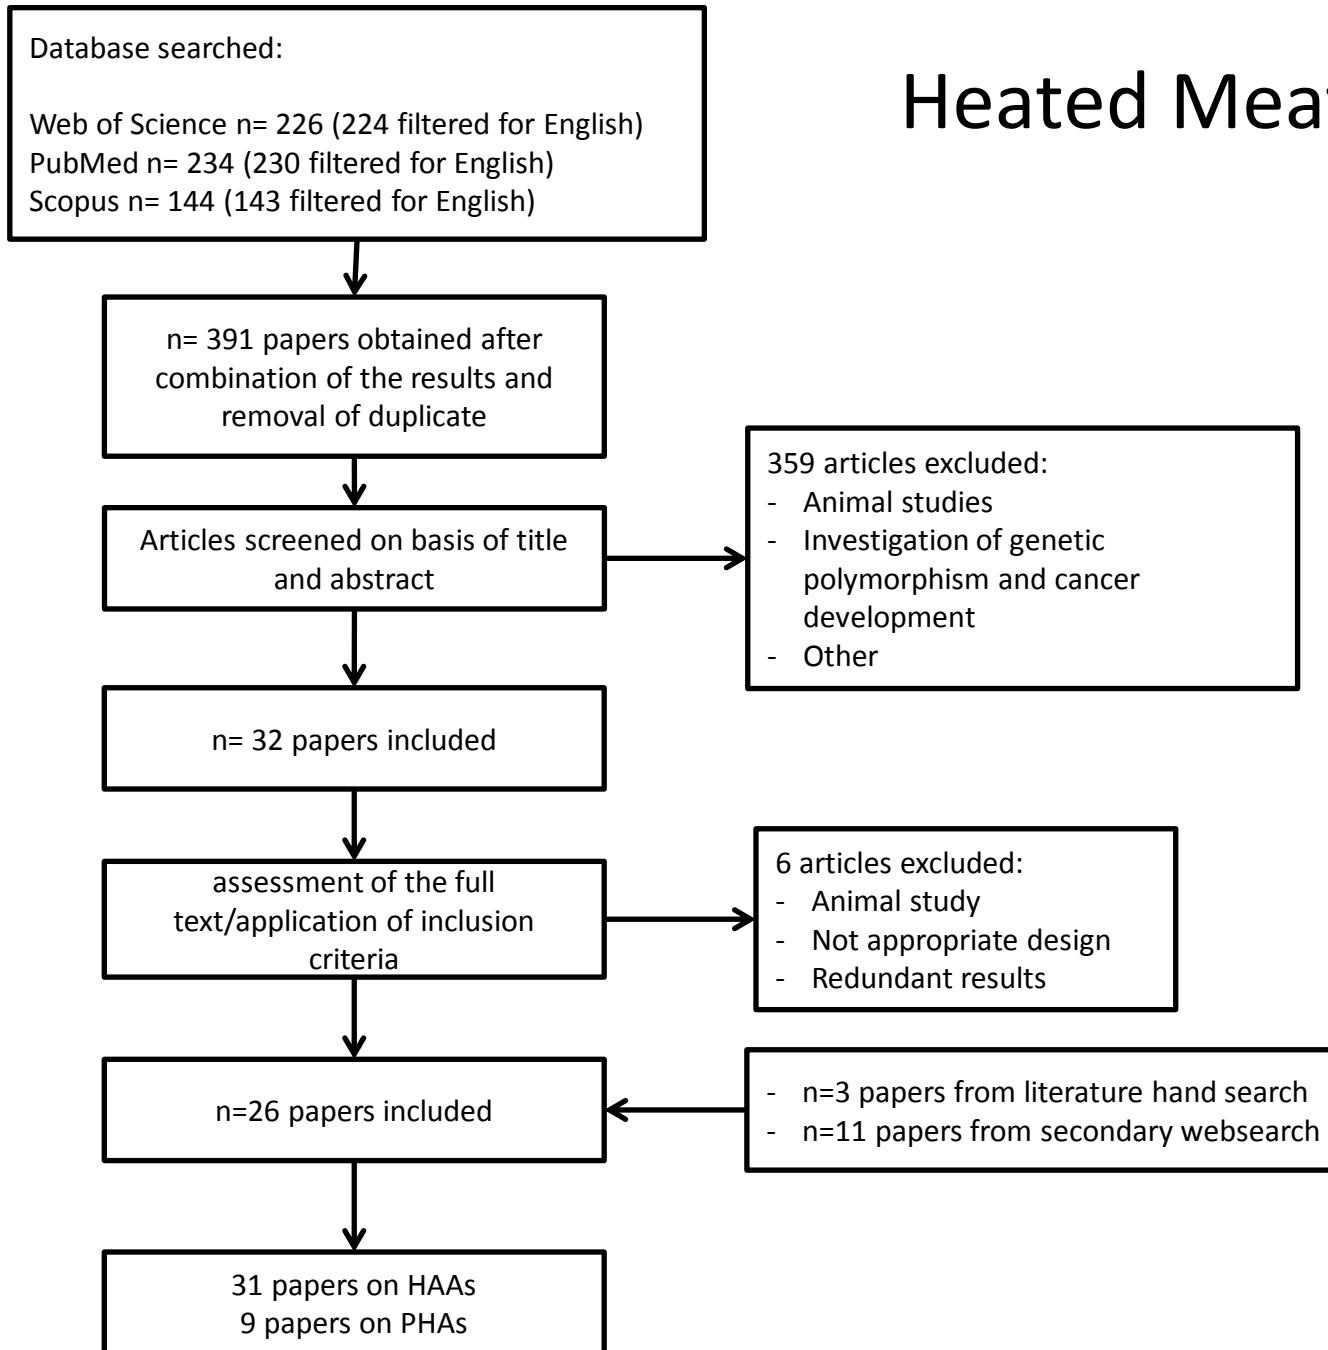 Database searched:
Web of Science n= 226 (224 filtered for English)
PubMed n= 234 (230 filtered for English)
Scopus n= 144 (143 filtered for English)
Heated Meat
n= 391 papers obtained after
combination of the results and
removal of duplicate
Articles screened on basis of title
and abstract
359 articles excluded:
- Animal studies
- Investigation of genetic
polymorphism and cancer
development
- Other
n= 32 papers included
assessment of the full
text/application of inclusion
criteria
6 articles excluded:
- Animal study
- Not appropriate design
- Redundant results
n=26 papers included
- n=3 papers from literature hand search
- n=11 papers from secondary websearch
31 papers on HAAs
9 papers on PHAs